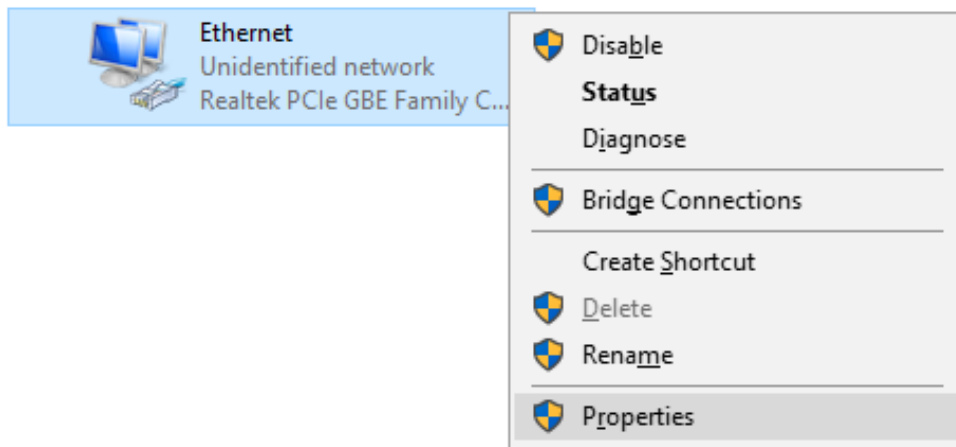 Ethernet
Unidentified network
Realtek PCIe GBE Family C...
Disable
Status
Diagnose
Bridge Connections
Create Shortcut
Delete
Rename
Properties